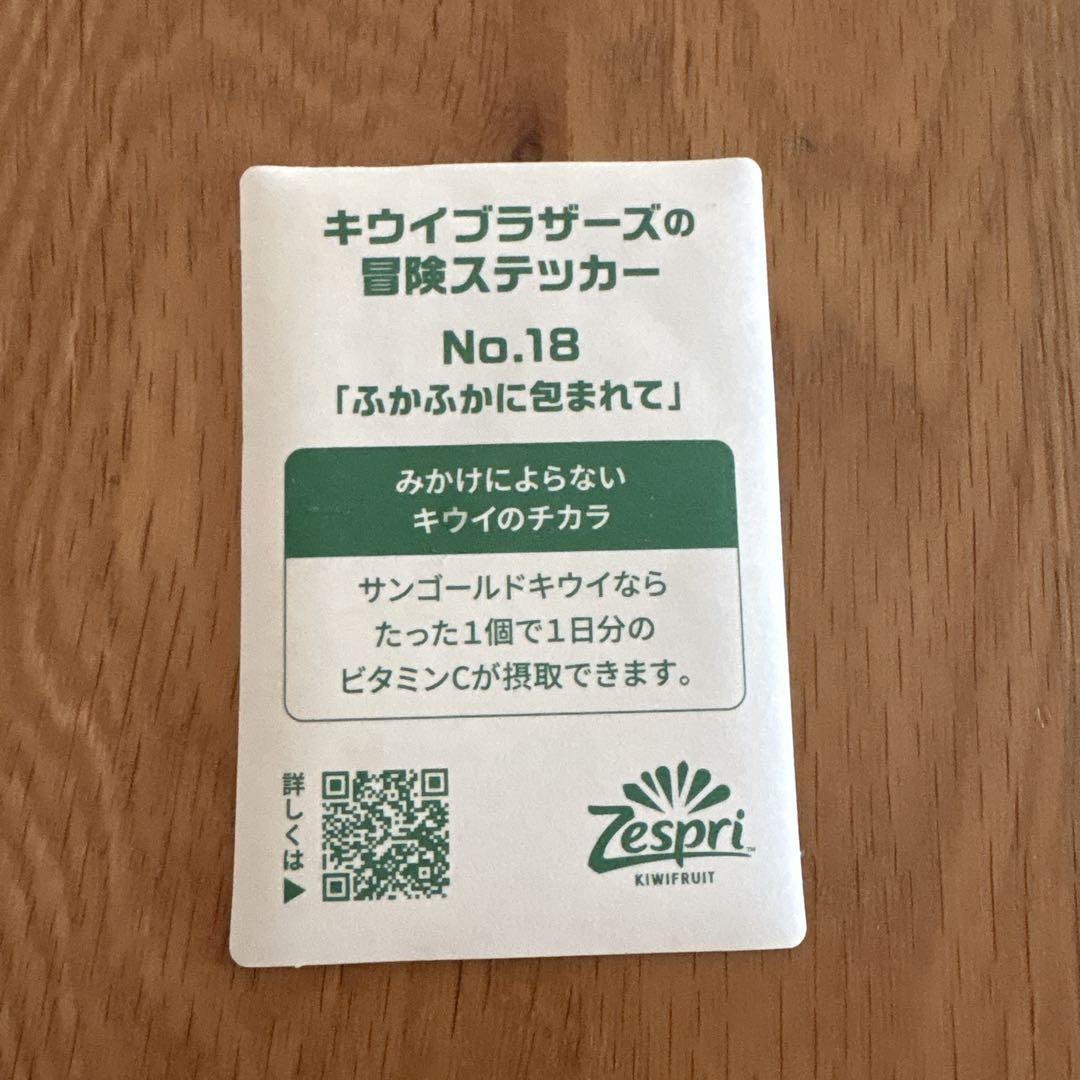 キウイブラザーズの
冒険ステッカー
No.18
「ふかふかに包まれて」
みかけによらない
キウイのチカラ
サンゴールドキウイなら
たった1個で1日分の
ビタミンCが摂取できます。
詳しくは▶
Zespri™
KIWIFRUIT